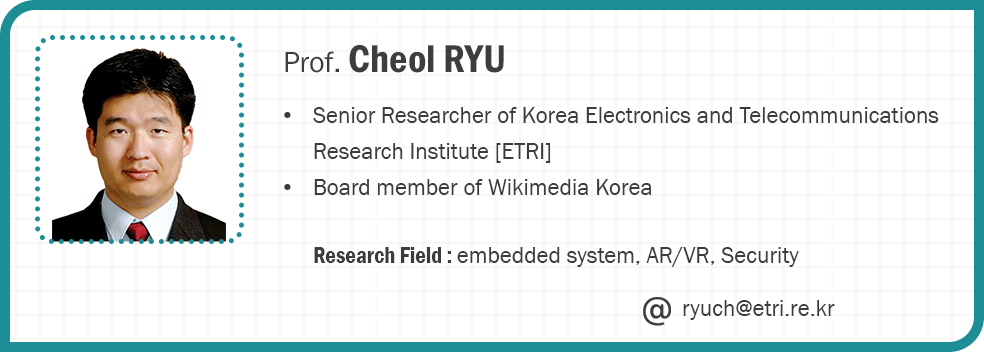 Prof. Cheol RYU
• Senior Researcher of Korea Electronics and Telecommunications
Research Institute [ETRI]
• Board member of Wikimedia Korea
Research Field : embedded system, AR/VR, Security
@ ryuch@etri.re.kr